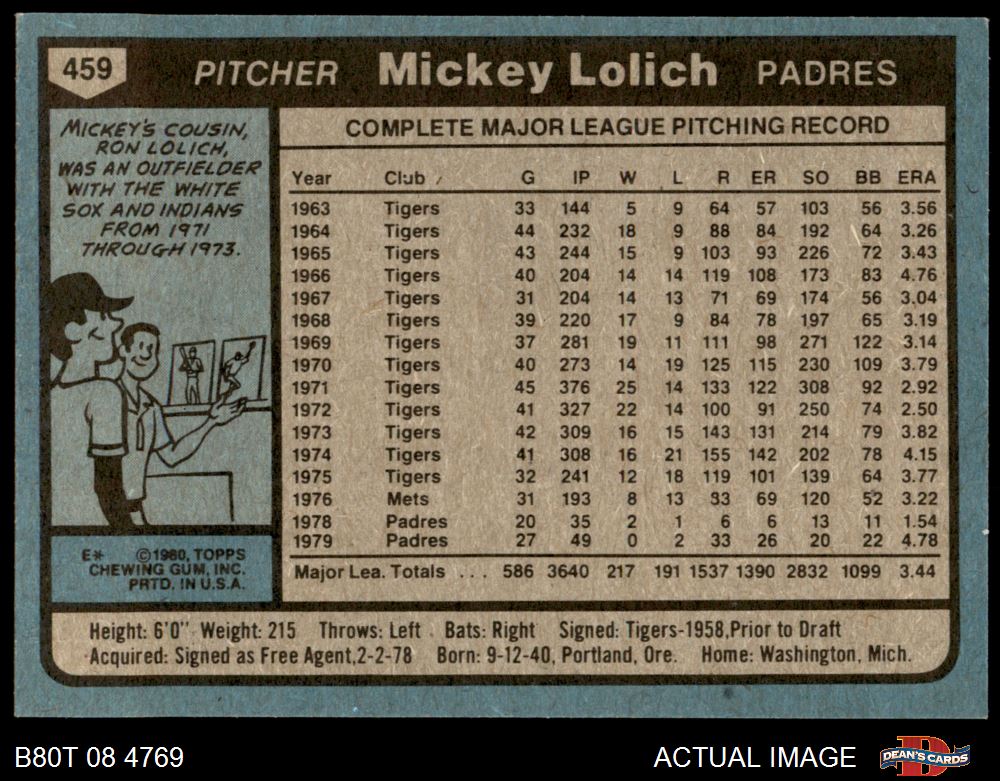 459 PITCHER Mickey Lolich PADRES
MICKEY'S COUSIN,
RON LOLICH,
WAS AN OUTFIELDER
WITH THE WHITE
SOX AND INDIANS
FROM 1971
THROUGH 1973.
E* ©1980, TOPPS
CHEWING GUM, INC.
PRTD. IN U.S.A.
COMPLETE MAJOR LEAGUE PITCHING RECORD
Year Club G IP W L R ER SO BB ERA
1963 Tigers 33 144 5 9 64 57 103 56 3.56
1964 Tigers 44 232 18 9 88 84 192 64 3.26
1965 Tigers 43 244 15 9 103 93 226 72 3.43
1966 Tigers 40 204 14 14 119 108 173 83 4.76
1967 Tigers 31 204 14 13 71 69 174 56 3.04
1968 Tigers 39 220 17 9 84 78 197 65 3.19
1969 Tigers 37 281 19 11 111 98 271 122 3.14
1970 Tigers 40 273 14 19 125 115 230 109 3.79
1971 Tigers 45 376 25 14 133 122 308 92 2.92
1972 Tigers 41 327 22 14 100 91 250 74 2.50
1973 Tigers 42 309 16 15 143 131 214 79 3.82
1974 Tigers 41 308 16 21 155 142 202 78 4.15
1975 Tigers 32 241 12 18 119 101 139 64 3.77
1976 Mets 31 193 8 13 83 69 120 52 3.22
1978 Padres 20 35 2 1 6 6 13 11 1.54
1979 Padres 27 49 0 2 33 26 20 22 4.78
Major Lea. Totals ... 586 3640 217 191 1537 1390 2832 1099 3.44
Height: 6'0" Weight: 215 Throws: Left Bats: Right Signed: Tigers-1958,Prior to Draft
Acquired: Signed as Free Agent,2-2-78 Born: 9-12-40, Portland, Ore. Home: Washington, Mich.
B80T 08 4769 ACTUAL IMAGE DEAN'S CARDS